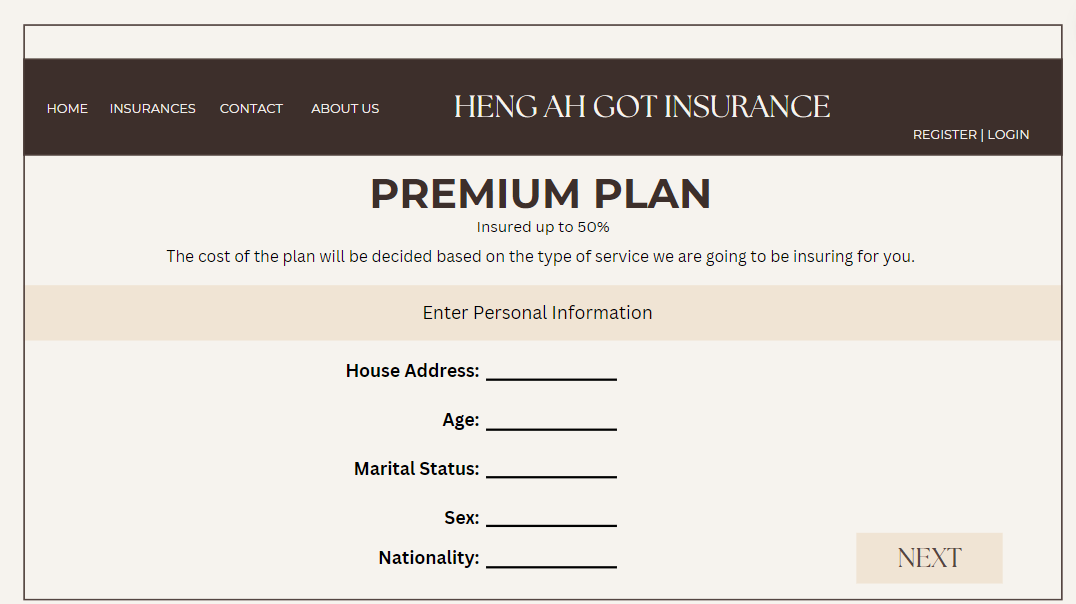 HOME INSURANCES CONTACT ABOUT US HENG AH GOT INSURANCE
REGISTER | LOGIN
PREMIUM PLAN
Insured up to 50%
The cost of the plan will be decided based on the type of service we are going to be insuring for you.
Enter Personal Information
House Address:
Age:
Marital Status:
Sex:
Nationality:
NEXT